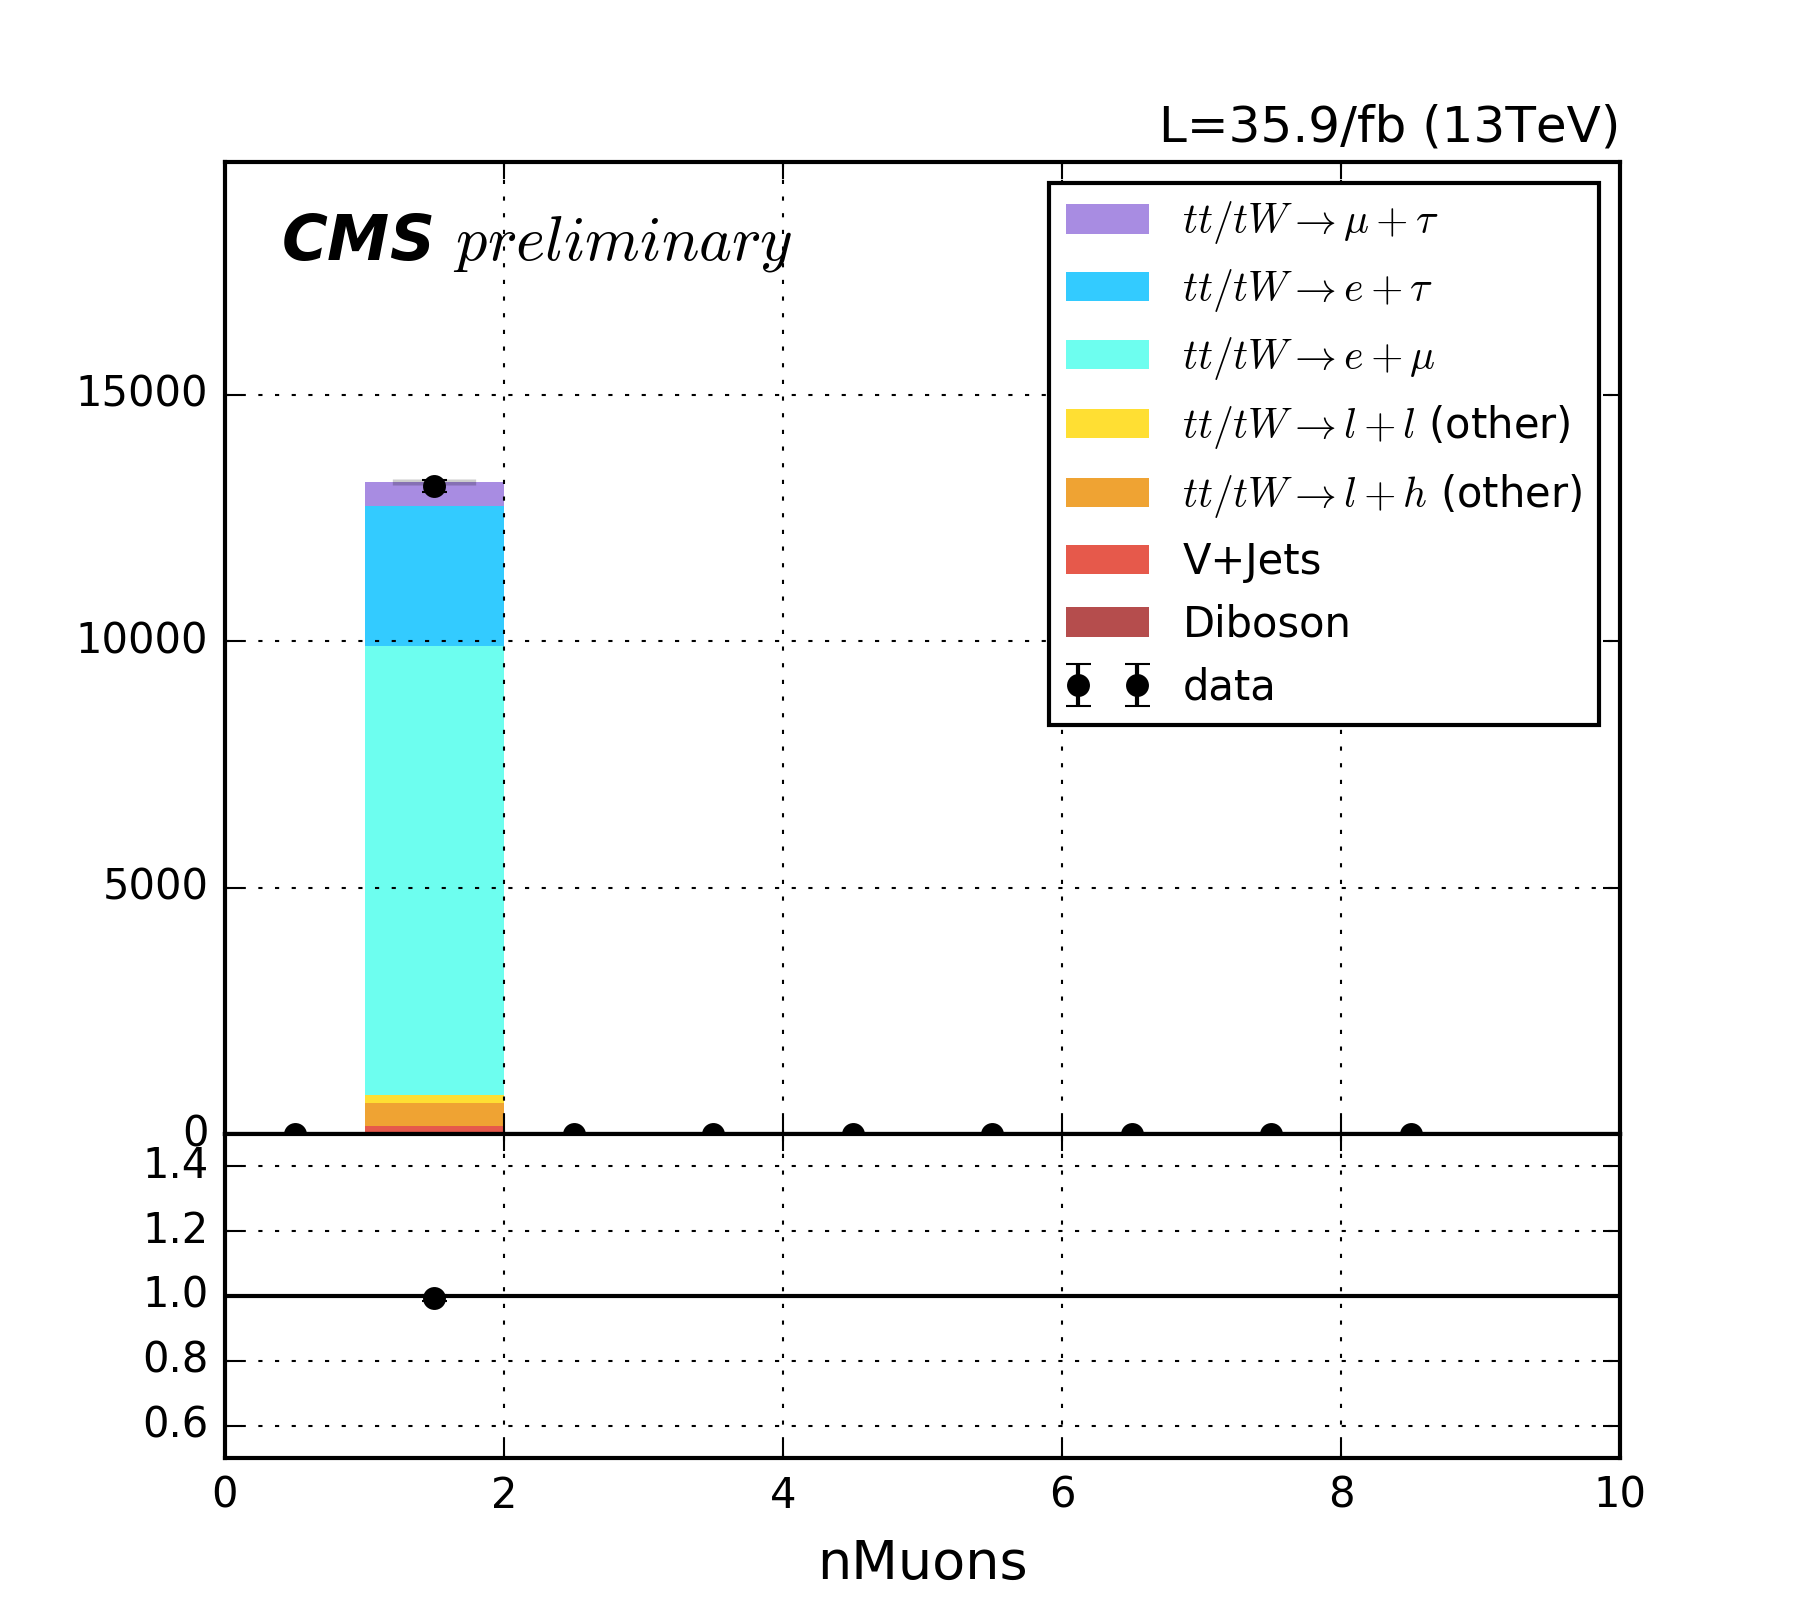 L=35.9/fb (13TeV)
CMS preliminary
tt/tW→μ+τ
tt/tW→e+τ
tt/tW→e+μ
tt/tW→l+l (other)
tt/tW→l+h (other)
V+Jets
Diboson
data
15000
10000
5000
0
1.4
1.2
1.0
0.8
0.6
0 2 4 6 8 10
nMuons